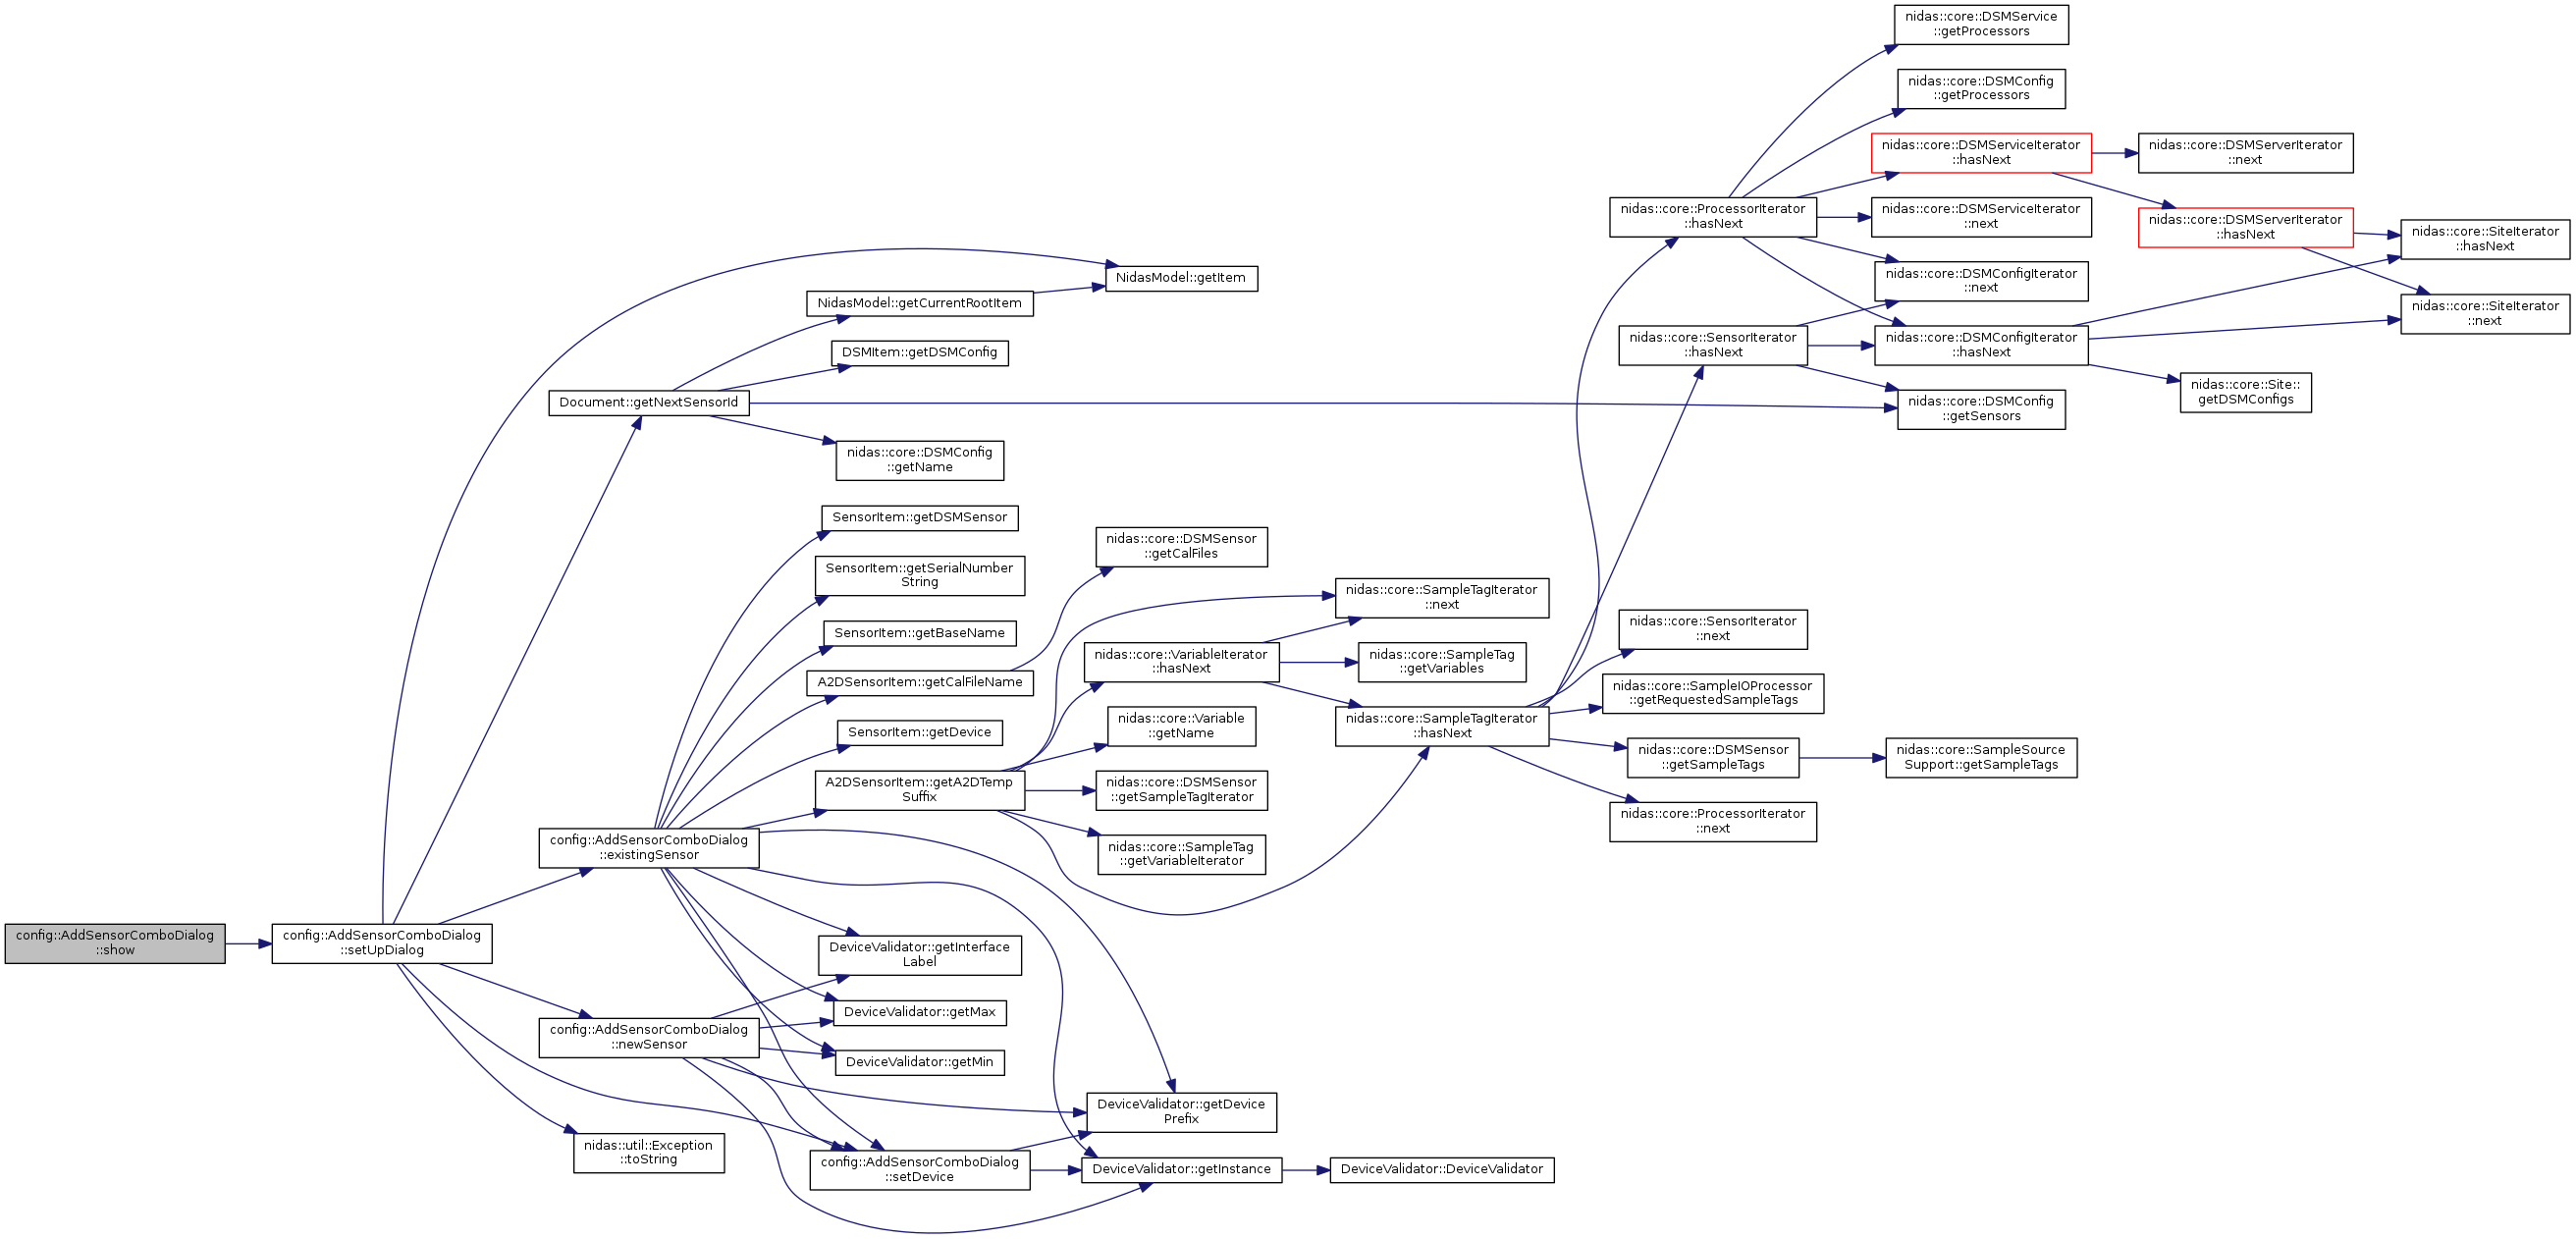 config::AddSensorComboDialog
::show
config::AddSensorComboDialog
::setUpDialog
NidasModel::getItem
Document::getNextSensorId
NidasModel::getCurrentRootItem
DSMItem::getDSMConfig
nidas::core::DSMConfig
::getName
nidas::core::DSMConfig
::getSensors
config::AddSensorComboDialog
::existingSensor
SensorItem::getDSMSensor
SensorItem::getSerialNumber
String
SensorItem::getBaseName
A2DSensorItem::getCalFileName
nidas::core::DSMSensor
::getCalFiles
SensorItem::getDevice
A2DSensorItem::getA2DTemp
Suffix
nidas::core::SampleTagIterator
::next
nidas::core::VariableIterator
::hasNext
nidas::core::SampleTag
::getVariables
nidas::core::Variable
::getName
nidas::core::SampleTagIterator
::hasNext
nidas::core::DSMSensor
::getSampleTagIterator
nidas::core::SampleTag
::getVariableIterator
nidas::core::ProcessorIterator
::hasNext
nidas::core::DSMService
::getProcessors
nidas::core::DSMConfig
::getProcessors
nidas::core::DSMServiceIterator
::hasNext
nidas::core::DSMServerIterator
::next
nidas::core::DSMServiceIterator
::next
nidas::core::DSMServerIterator
::hasNext
nidas::core::SiteIterator
::hasNext
nidas::core::DSMConfigIterator
::next
nidas::core::SiteIterator
::next
nidas::core::SensorIterator
::hasNext
nidas::core::DSMConfigIterator
::hasNext
nidas::core::Site::
getDSMConfigs
nidas::core::SensorIterator
::next
nidas::core::SampleIOProcessor
::getRequestedSampleTags
nidas::core::DSMSensor
::getSampleTags
nidas::core::SampleSource
Support::getSampleTags
nidas::core::ProcessorIterator
::next
DeviceValidator::getInterface
Label
DeviceValidator::getMax
DeviceValidator::getMin
config::AddSensorComboDialog
::newSensor
DeviceValidator::getDevice
Prefix
nidas::util::Exception
::toString
config::AddSensorComboDialog
::setDevice
DeviceValidator::getInstance
DeviceValidator::DeviceValidator